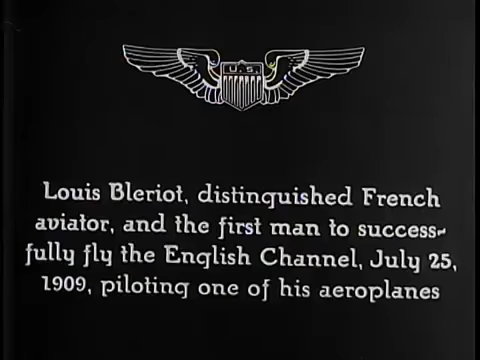 U.S.
Louis Bleriot, distinguished French
aviator, and the first man to success-
fully fly the English Channel, July 25,
1909, piloting one of his aeroplanes